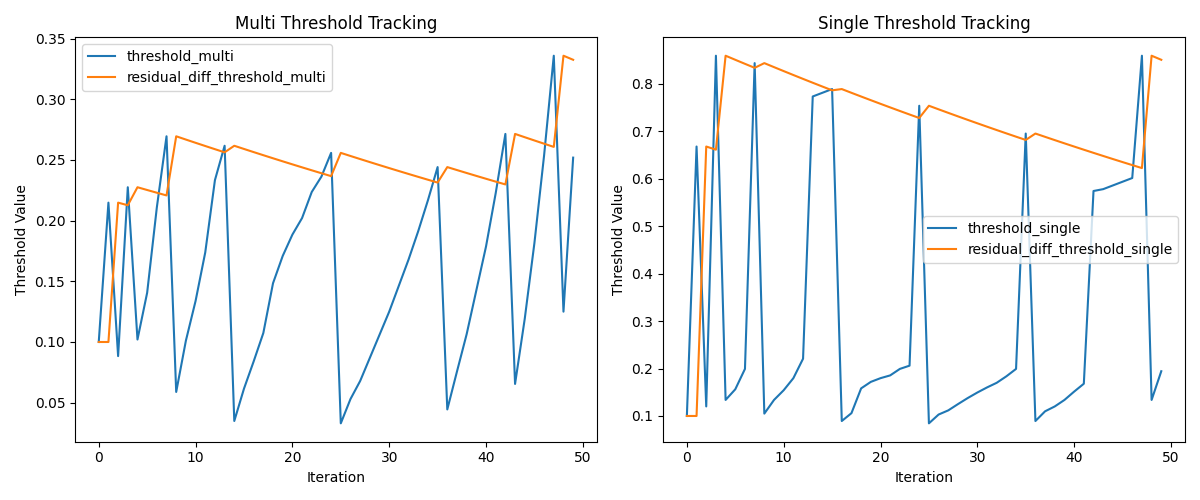 Multi Threshold Tracking
threshold_multi
residual_diff_threshold_multi
Threshold Value
0.35
0.30
0.25
0.20
0.15
0.10
0.05
0
10
20
30
40
50
Iteration
Single Threshold Tracking
threshold_single
residual_diff_threshold_single
Threshold Value
0.8
0.7
0.6
0.5
0.4
0.3
0.2
0.1
0
10
20
30
40
50
Iteration